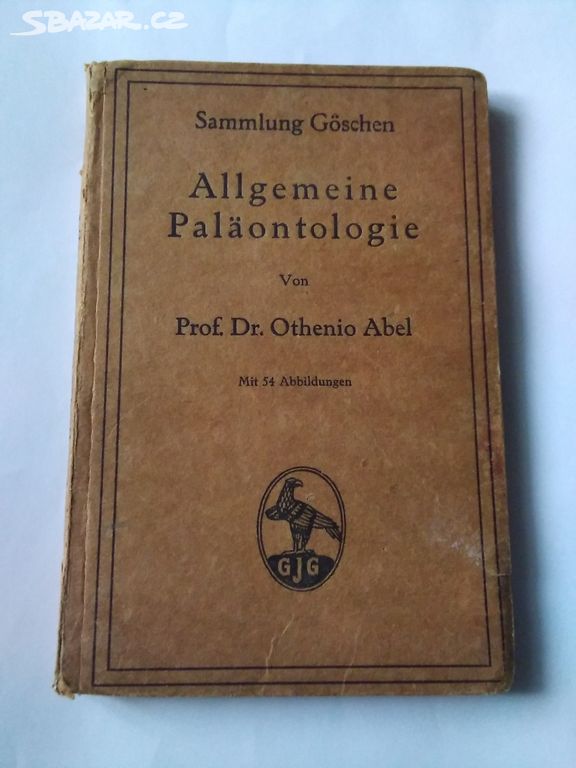 SBAZAR.CZ
Sammlung Göschen
Allgemeine
Paläontologie
Von
Prof. Dr. Othenio Abel
Mit 54 Abbildungen
GJG